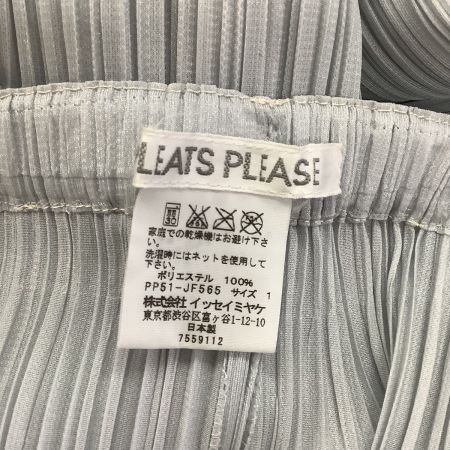 LEATS PLEASE
30
家庭での乾燥機はお避け下さい。
洗濯時にはネットを使用して下さい。
ポリエステル 100%
PP51-JF565 サイズ 1
株式会社 イッセイミヤケ
東京都渋谷区富ヶ谷1-12-10
日本製
7559112